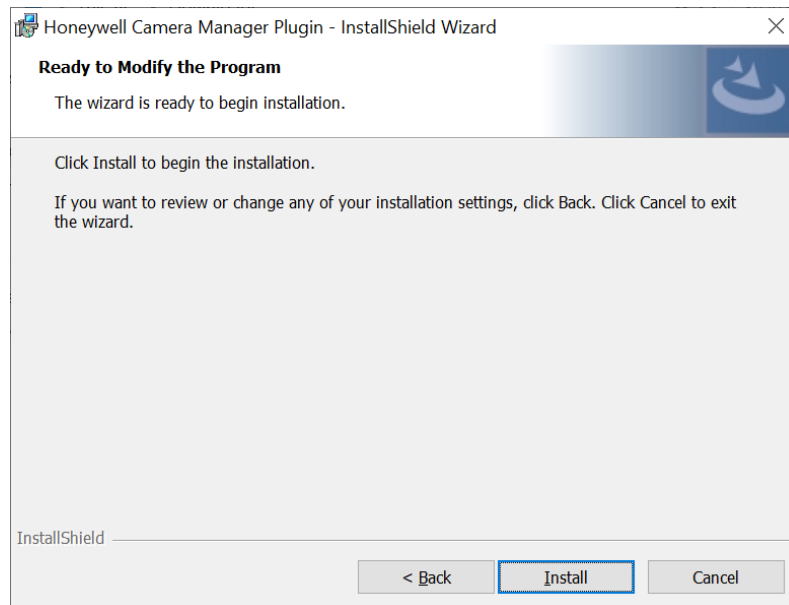 Honeywell Camera Manager Plugin - InstallShield Wizard
Ready to Modify the Program
The wizard is ready to begin installation.
Click Install to begin the installation.
If you want to review or change any of your installation settings, click Back. Click Cancel to exit
the wizard.
InstallShield
< Back
Install
Cancel